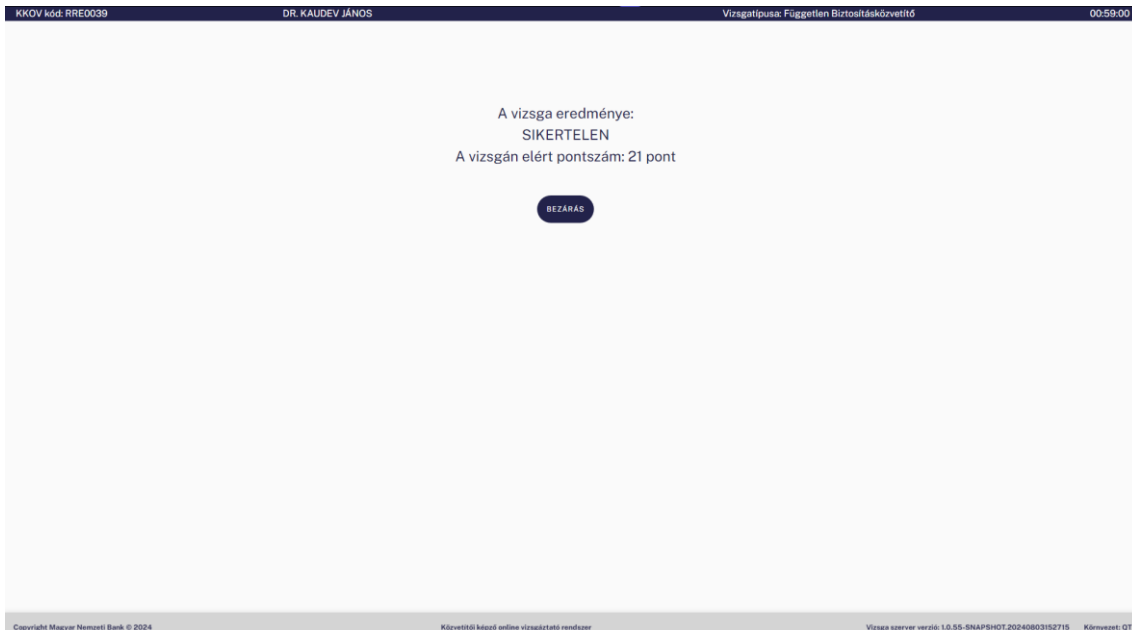 KKOV kód: RRE0039 DR. KAUDEV JÁNOS Vizsgatípusa: Független Biztosításközvetítő 00:59:00
A vizsga eredménye:
SIKERTELEN
A vizsgán elért pontszám: 21 pont
BEZÁRÁS
Copyright Magyar Nemzeti Bank © 2024 Közvetítői képző online vizsgáztató rendszer Vizsga szerver verzió: 1.0.55-SNAPSHOT.20240803152715 Környezet: QT